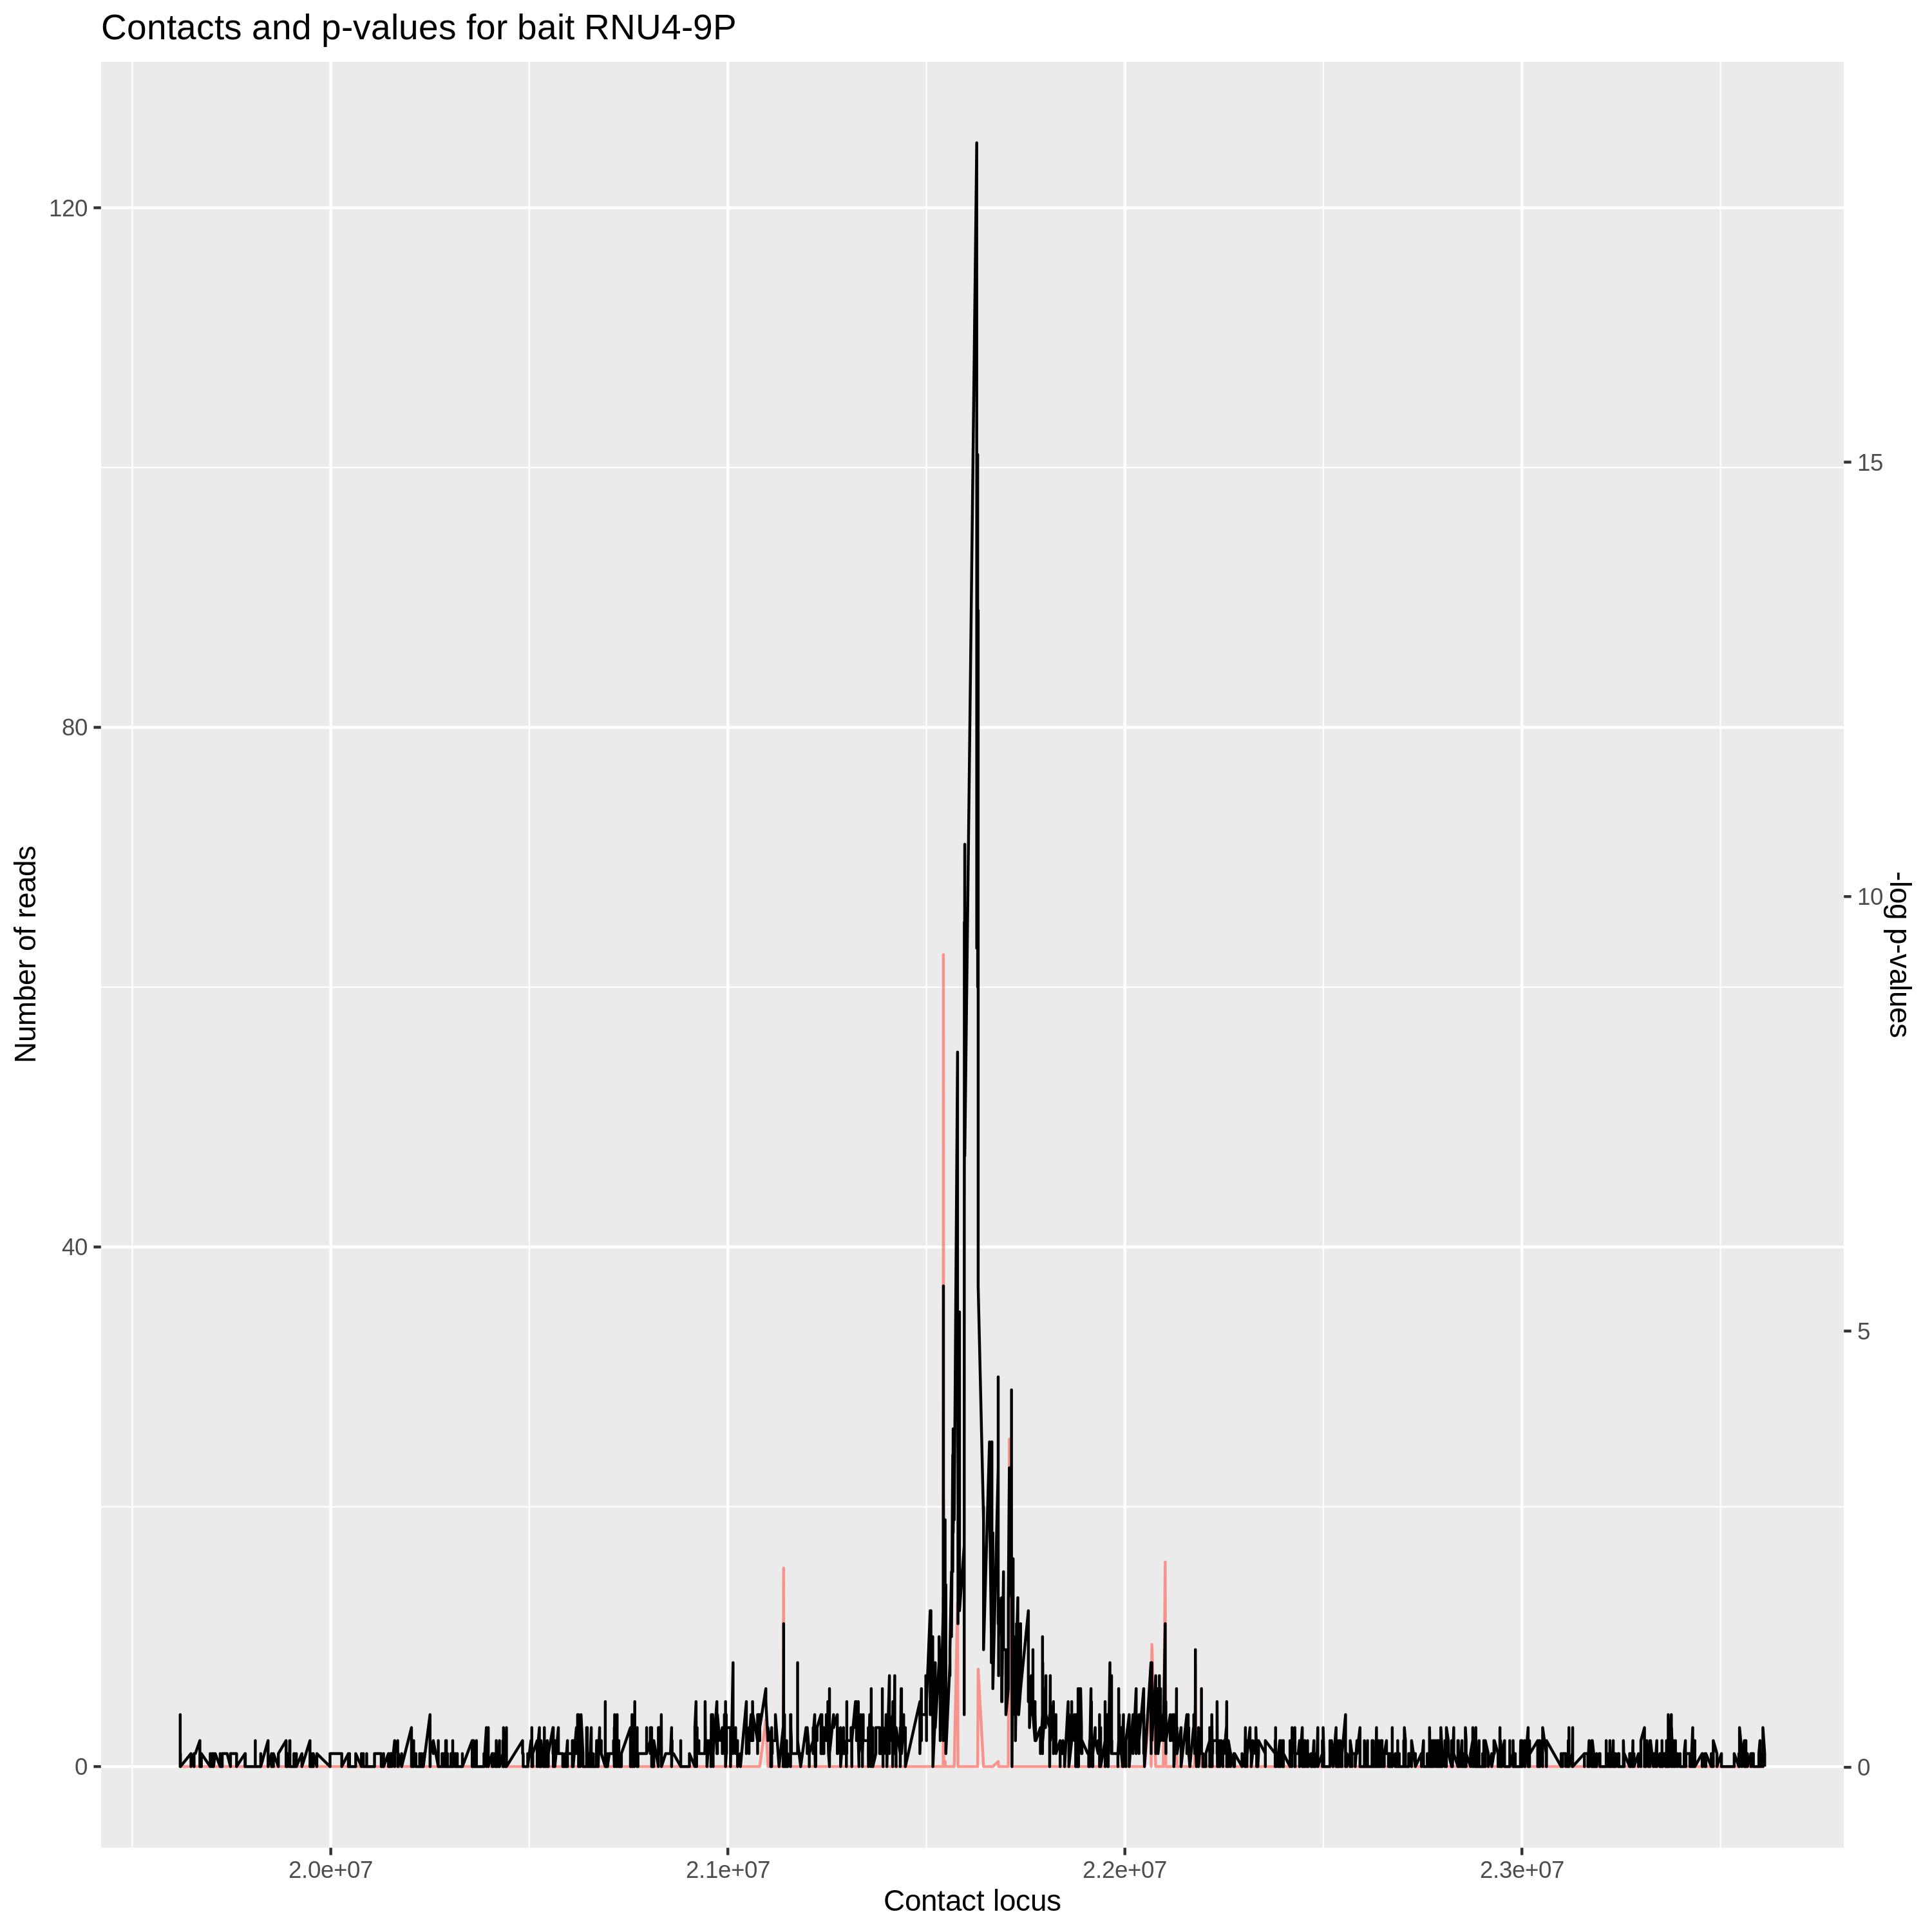 Contacts and p-values for bait RNU4-9P
120
80
40
0
Number of reads
15
10
5
0
-log p-values
2.0e+07
2.1e+07
2.2e+07
2.3e+07
Contact locus